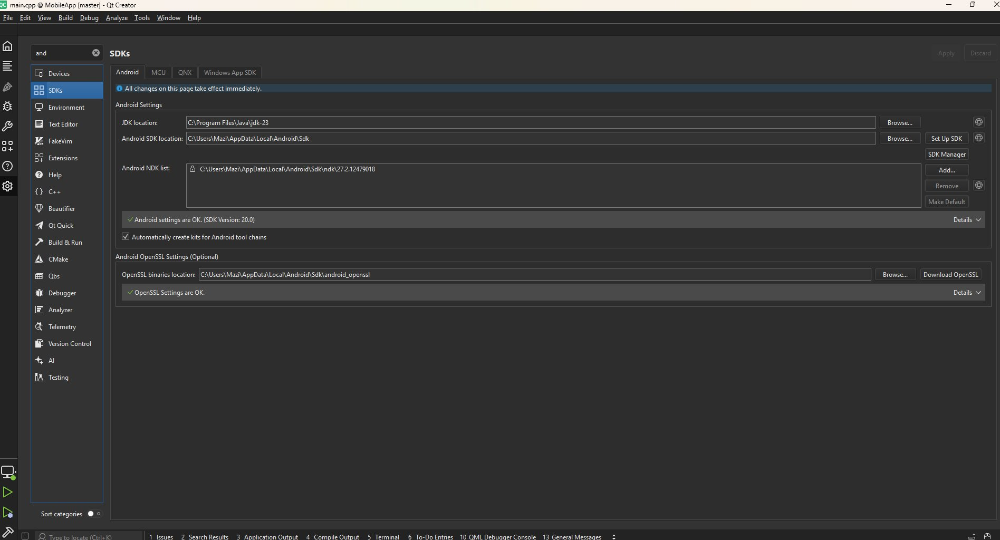 QC main.cpp @ MobileApp [master] - Qt Creator
File Edit View Build Debug Analyze Tools Window Help
and
SDKs
Apply
Discard
Devices
SDKs
Environment
Text Editor
FakeVim
Extensions
Help
C++
Beautifier
Qt Quick
Build & Run
CMake
Qbs
Debugger
Analyzer
Telemetry
Version Control
AI
Testing
Sort categories
Android MCU QNX Windows App SDK
All changes on this page take effect immediately.
Android Settings
JDK location: C:\Program Files\Java\jdk-23 Browse...
Android SDK location: C:\Users\Mazi\AppData\Local\Android\Sdk Browse... Set Up SDK
SDK Manager
Android NDK list: C:\Users\Mazi\AppData\Local\Android\Sdk\ndk\27.2.12479018 Add...
Remove
Make Default
Android settings are OK. (SDK Version: 20.0) Details
Automatically create kits for Android tool chains
Android OpenSSL Settings (Optional)
OpenSSL binaries location: C:\Users\Mazi\AppData\Local\Android\Sdk\android_openssl Browse... Download OpenSSL
OpenSSL Settings are OK. Details
Type to locate (Ctrl+K) 1 Issues 2 Search Results 3 Application Output 4 Compile Output 5 Terminal 6 To-Do Entries 10 QML Debugger Console 13 General Messages